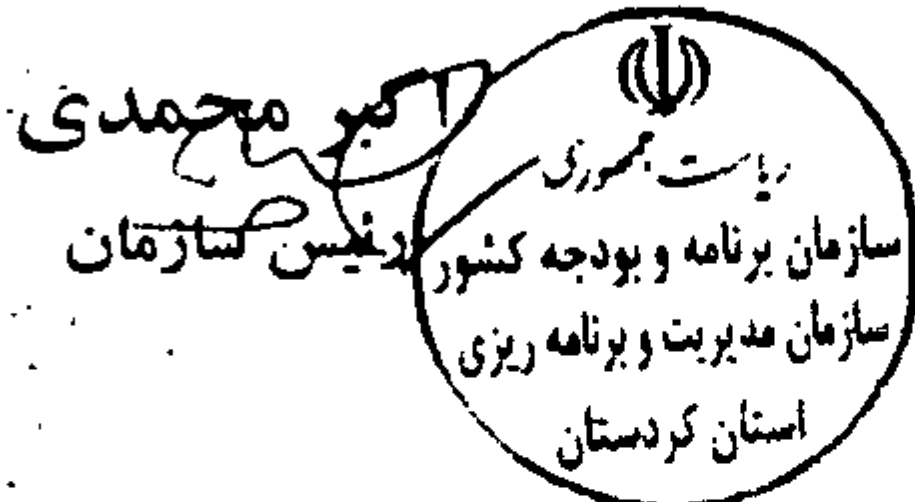 اکبر محمدی
رئیس سازمان
ریاست جمهوری
سازمان برنامه و بودجه کشور
سازمان مدیریت و برنامه ریزی
استان کردستان